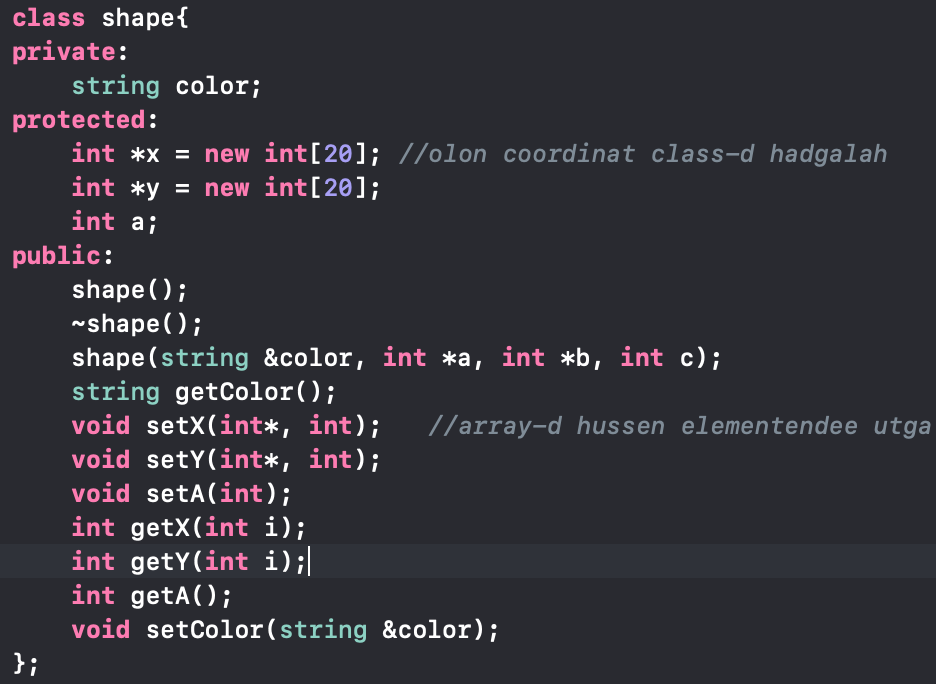 class shape{
private:
    string color;
protected:
    int *x = new int[20]; //olon coordinat class-d hadgalah
    int *y = new int[20];
    int a;
public:
    shape();
    ~shape();
    shape(string &color, int *a, int *b, int c);
    string getColor();
    void setX(int*, int);   //array-d hussen elementendee utga
    void setY(int*, int);
    void setA(int);
    int getX(int i);
    int getY(int i);
    int getA();
    void setColor(string &color);
};